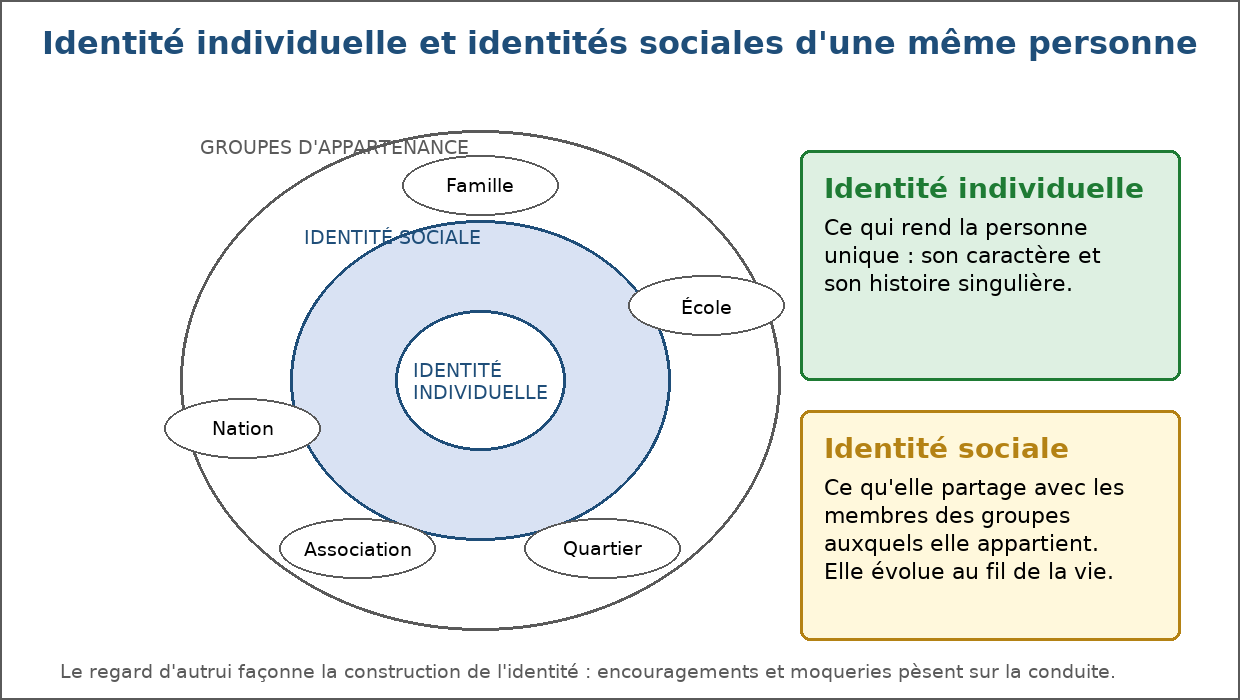 Identité individuelle et identités sociales d'une même personne
GROUPES D'APPARTENANCE
Famille
IDENTITÉ SOCIALE
École
IDENTITÉ
INDIVIDUELLE
Nation
Association
Quartier
Identité individuelle
Ce qui rend la personne
unique : son caractère et
son histoire singulière.
Identité sociale
Ce qu'elle partage avec les
membres des groupes
auxquels elle appartient.
Elle évolue au fil de la vie.
Le regard d'autrui façonne la construction de l'identité : encouragements et moqueries pèsent sur la conduite.